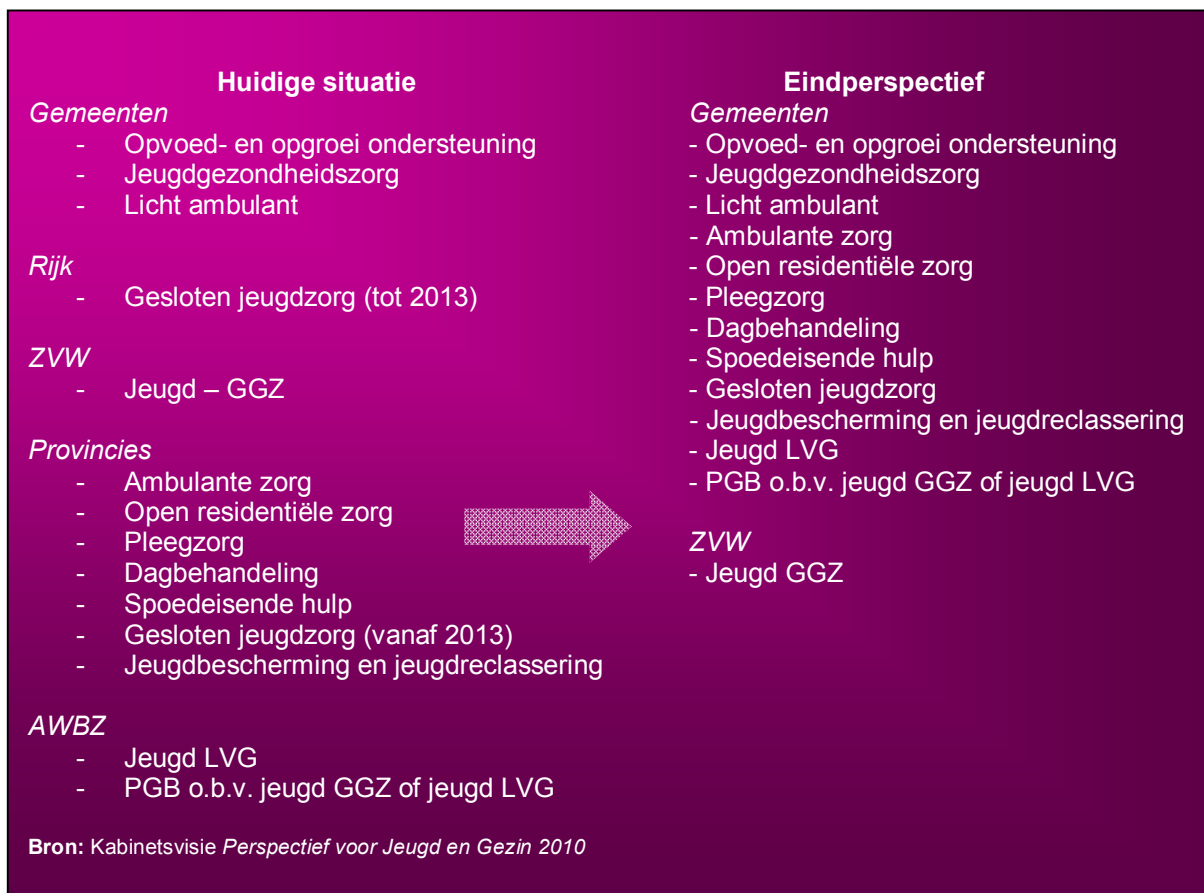 Huidige situatie
Gemeenten
- Opvoed- en opgroei ondersteuning
- Jeugdgezondheidszorg
- Licht ambulant
Rijk
- Gesloten jeugdzorg (tot 2013)
ZVW
- Jeugd – GGZ
Provincies
- Ambulante zorg
- Open residentiële zorg
- Pleegzorg
- Dagbehandeling
- Spoedeisende hulp
- Gesloten jeugdzorg (vanaf 2013)
- Jeugdbescherming en jeugdreclassering
AWBZ
- Jeugd LVG
- PGB o.b.v. jeugd GGZ of jeugd LVG
Eindperspectief
Gemeenten
- Opvoed- en opgroei ondersteuning
- Jeugdgezondheidszorg
- Licht ambulant
- Ambulante zorg
- Open residentiële zorg
- Pleegzorg
- Dagbehandeling
- Spoedeisende hulp
- Gesloten jeugdzorg
- Jeugdbescherming en jeugdreclassering
- Jeugd LVG
- PGB o.b.v. jeugd GGZ of jeugd LVG
ZVW
- Jeugd GGZ
Bron: Kabinetsvisie Perspectief voor Jeugd en Gezin 2010